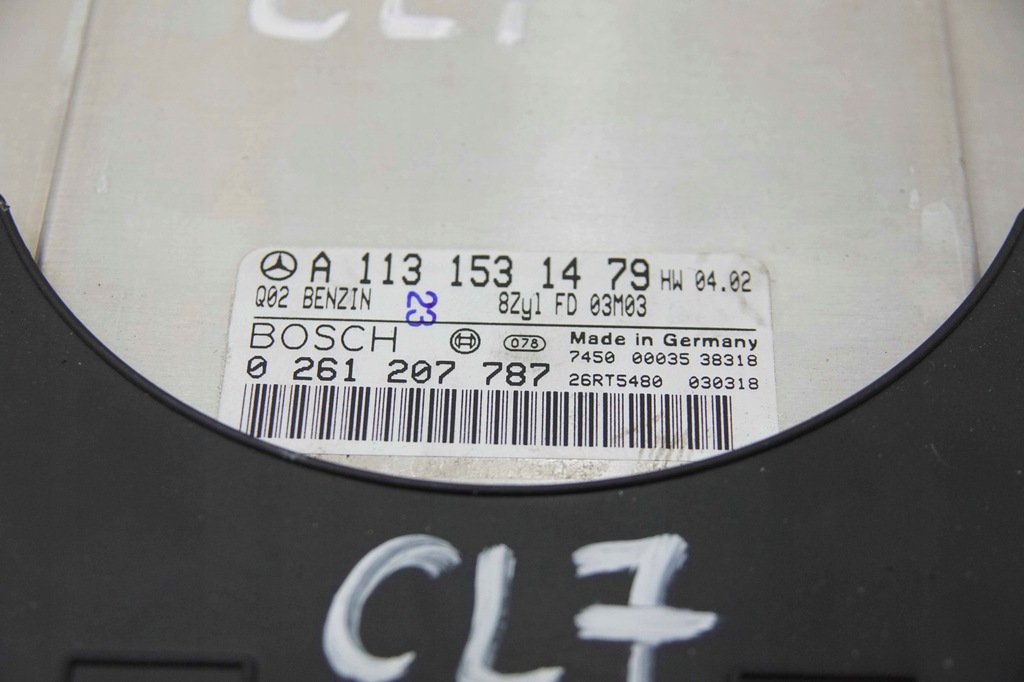 CL7
A 113 153 14 79 HW 04.02
Q02 BENZIN 23 8Zyl FD 03M03
BOSCH 078 Made in Germany
7450 00035 38318
0 261 207 787 26RT5480 030318
CL7